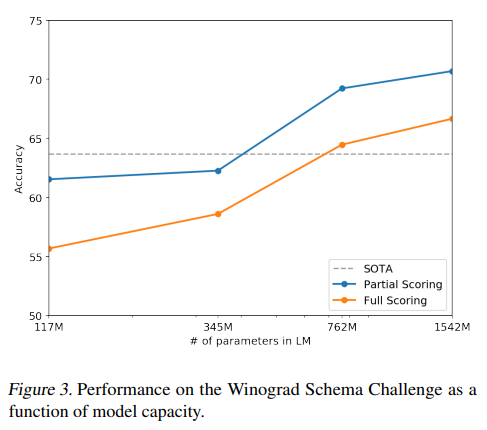 75
70
65
60
55
50
Accuracy
SOTA
Partial Scoring
Full Scoring
117M 345M 762M 1542M
# of parameters in LM
Figure 3. Performance on the Winograd Schema Challenge as a
function of model capacity.